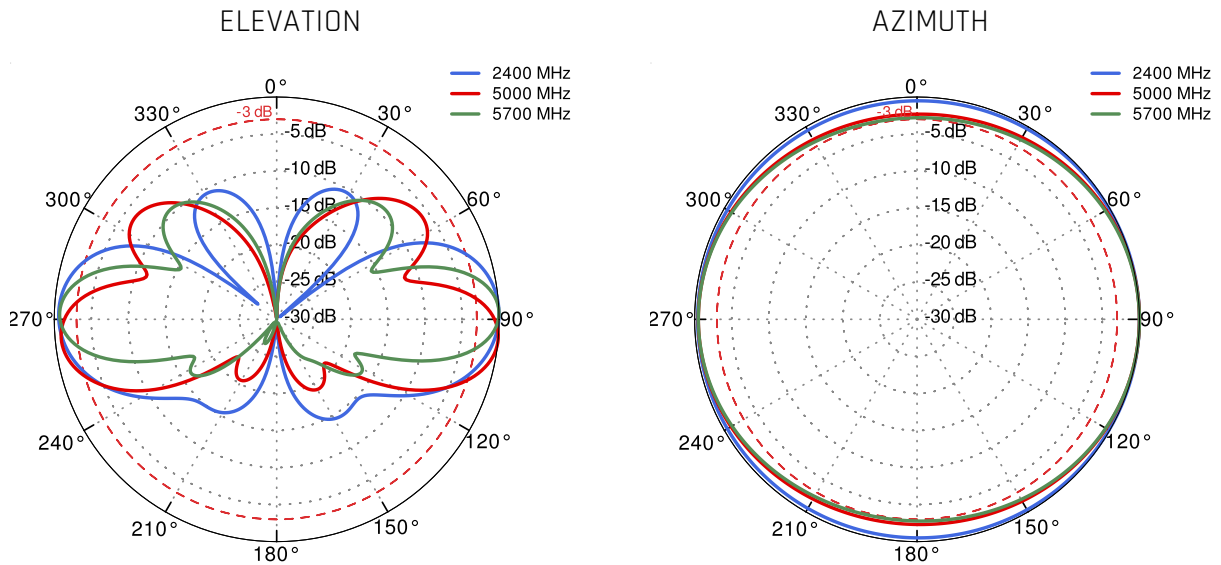 ELEVATION
2400 MHz
5000 MHz
5700 MHz
0°
330°
30°
-3 dB
-5 dB
-10 dB
300°
-15 dB
60°
-20 dB
-25 dB
270°
-30 dB
90°
240°
120°
210°
150°
180°
AZIMUTH
2400 MHz
5000 MHz
5700 MHz
0°
330°
30°
-3 dB
-5 dB
-10 dB
300°
-15 dB
60°
-20 dB
-25 dB
270°
-30 dB
90°
240°
120°
210°
150°
180°